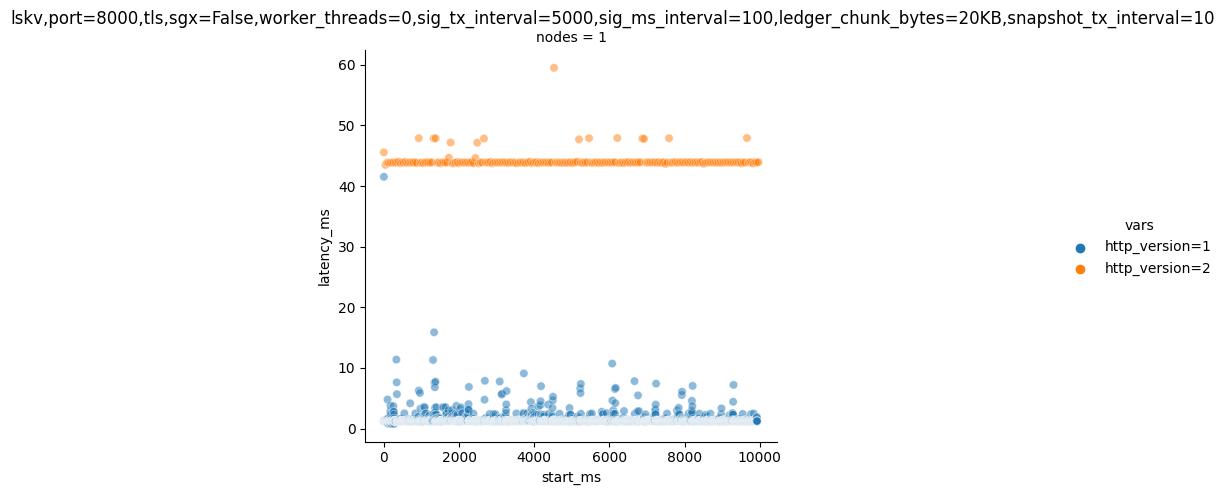 lskv,port=8000,tls,sgx=False,worker_threads=0,sig_tx_interval=5000,sig_ms_interval=100,ledger_chunk_bytes=20KB,snapshot_tx_interval=10
nodes = 1
60
50
40
30
20
10
0
latency_ms
0 2000 4000 6000 8000 10000
start_ms
vars
http_version=1
http_version=2